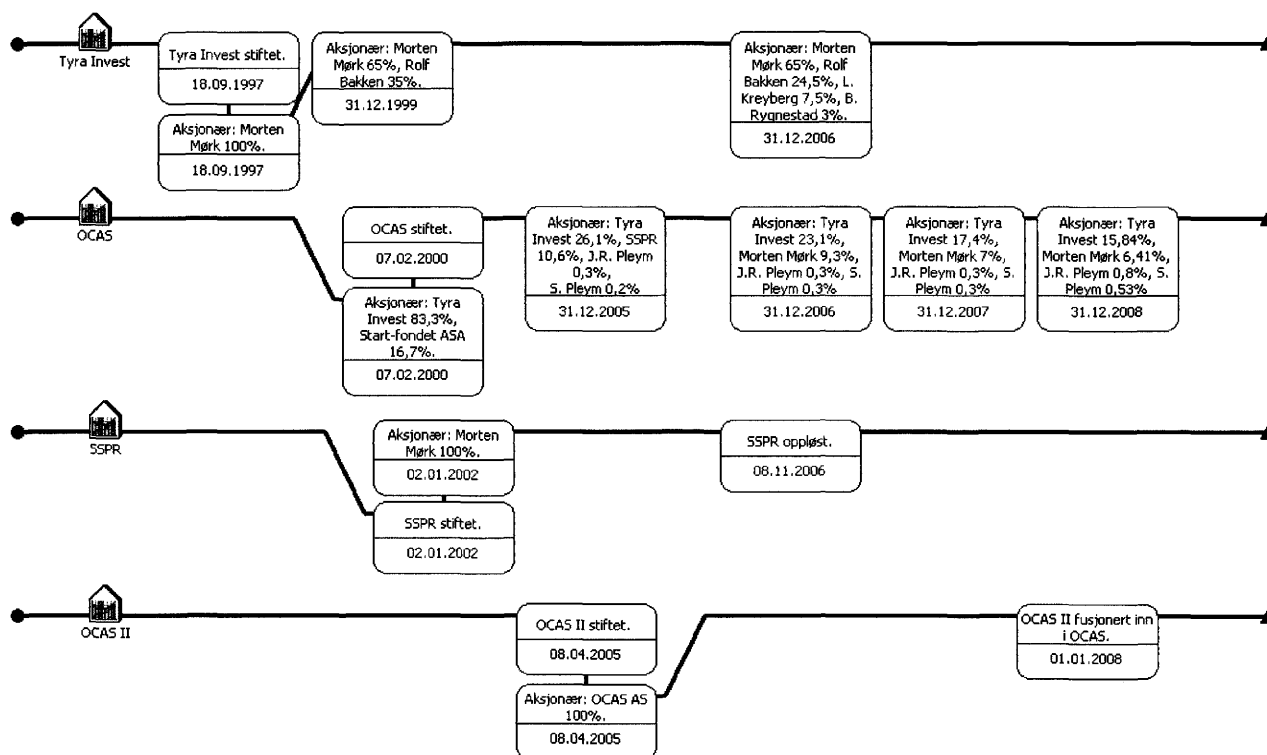 Tyra Invest
Tyra Invest stiftet.
18.09.1997
Aksjonær: Morten
Mørk 100%.
18.09.1997
Aksjonær: Morten
Mørk 65%, Rolf
Bakken 35%.
31.12.1999
Aksjonær: Morten
Mørk 65%, Rolf
Bakken 24,5%, L.
Kreyberg 7,5%, B.
Rygnestad 3%.
31.12.2006
OCAS
OCAS stiftet.
07.02.2000
Aksjonær: Tyra
Invest 83,3%,
Start-fondet ASA
16,7%.
07.02.2000
Aksjonær: Tyra
Invest 26,1%, SSPR
10,6%, J.R. Pleym
0,3%,
S. Pleym 0,2%
31.12.2005
Aksjonær: Tyra
Invest 23,1%,
Morten Mørk 9,3%,
J.R. Pleym 0,3%, S.
Pleym 0,3%
31.12.2006
Aksjonær: Tyra
Invest 17,4%,
Morten Mørk 7%,
J.R. Pleym 0,3%, S.
Pleym 0,3%
31.12.2007
Aksjonær: Tyra
Invest 15,84%,
Morten Mørk 6,41%,
J.R. Pleym 0,8%, S.
Pleym 0,53%
31.12.2008
SSPR
Aksjonær: Morten
Mørk 100%.
02.01.2002
SSPR stiftet.
02.01.2002
SSPR oppløst.
08.11.2006
OCAS II
OCAS II stiftet.
08.04.2005
Aksjonær: OCAS AS
100%.
08.04.2005
OCAS II fusjonert inn
i OCAS.
01.01.2008